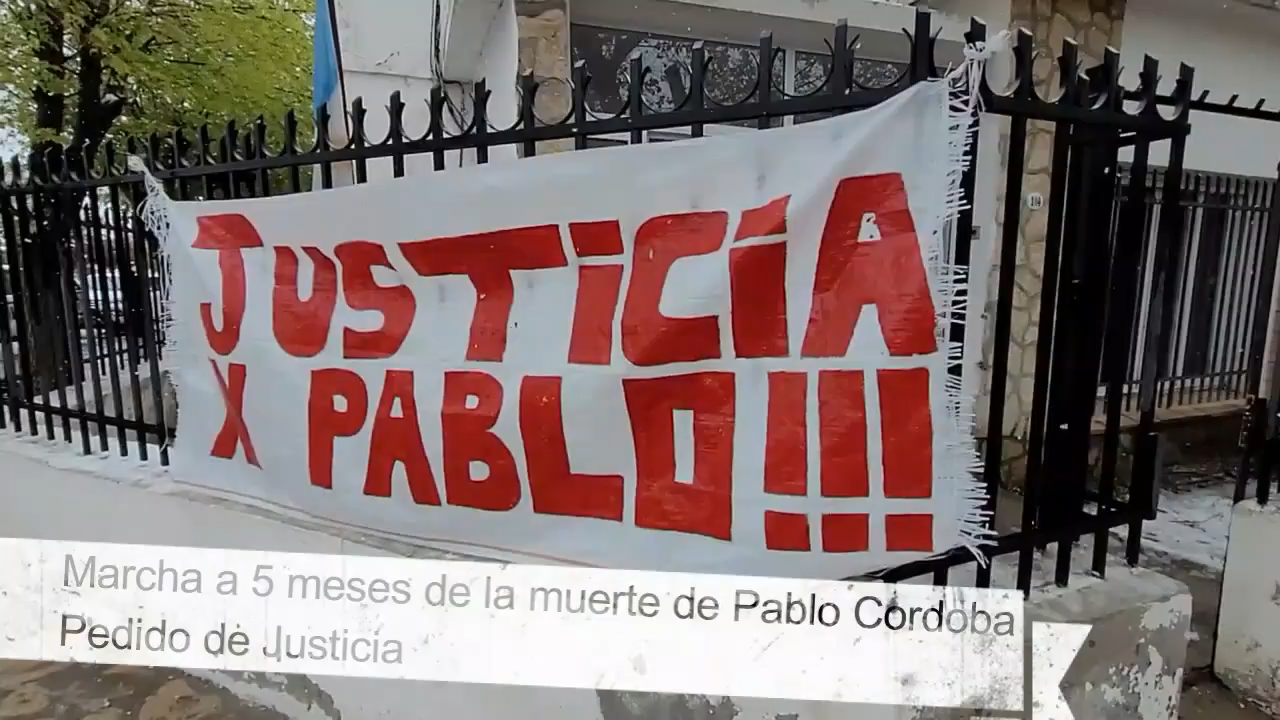 JUSTICIA
X PABLO!!!
Marcha a 5 meses de la muerte de Pablo Cordoba
Pedido de Justicia